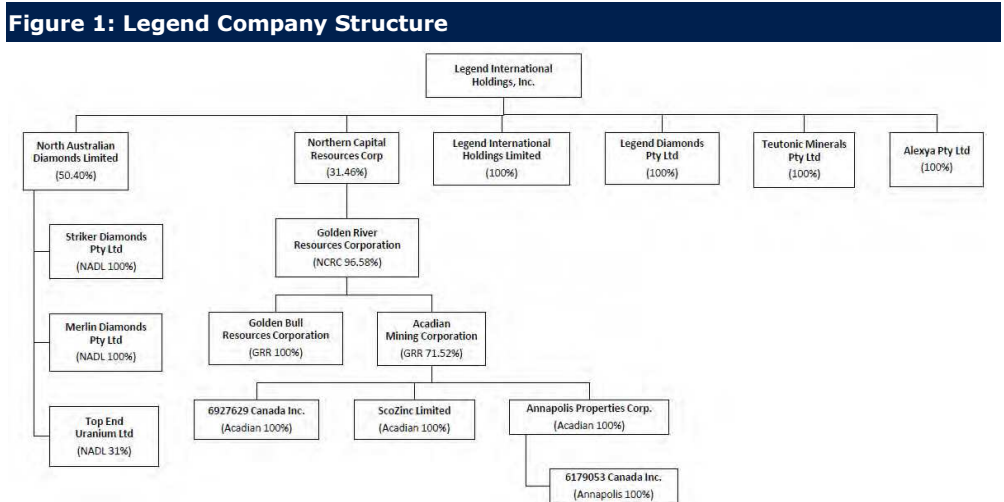 Figure 1: Legend Company Structure
Legend International
Holdings, Inc.
North Australian
Diamonds Limited
(50.40%)
Northern Capital
Resources Corp
(31.46%)
Legend International
Holdings Limited
(100%)
Legend Diamonds
Pty Ltd
(100%)
Teutonic Minerals
Pty Ltd
(100%)
Alexya Pty Ltd
(100%)
Striker Diamonds
Pty Ltd
(NADL 100%)
Golden River
Resources Corporation
(NCRC 96.58%)
Merlin Diamonds
Pty Ltd
(NADL 100%)
Golden Bull
Resources Corporation
(GRR 100%)
Acadian
Mining Corporation
(GRR 71.52%)
Top End
Uranium Ltd
(NADL 31%)
6927629 Canada Inc.
(Acadian 100%)
ScoZinc Limited
(Acadian 100%)
Annapolis Properties Corp.
(Acadian 100%)
6179053 Canada Inc.
(Annapolis 100%)